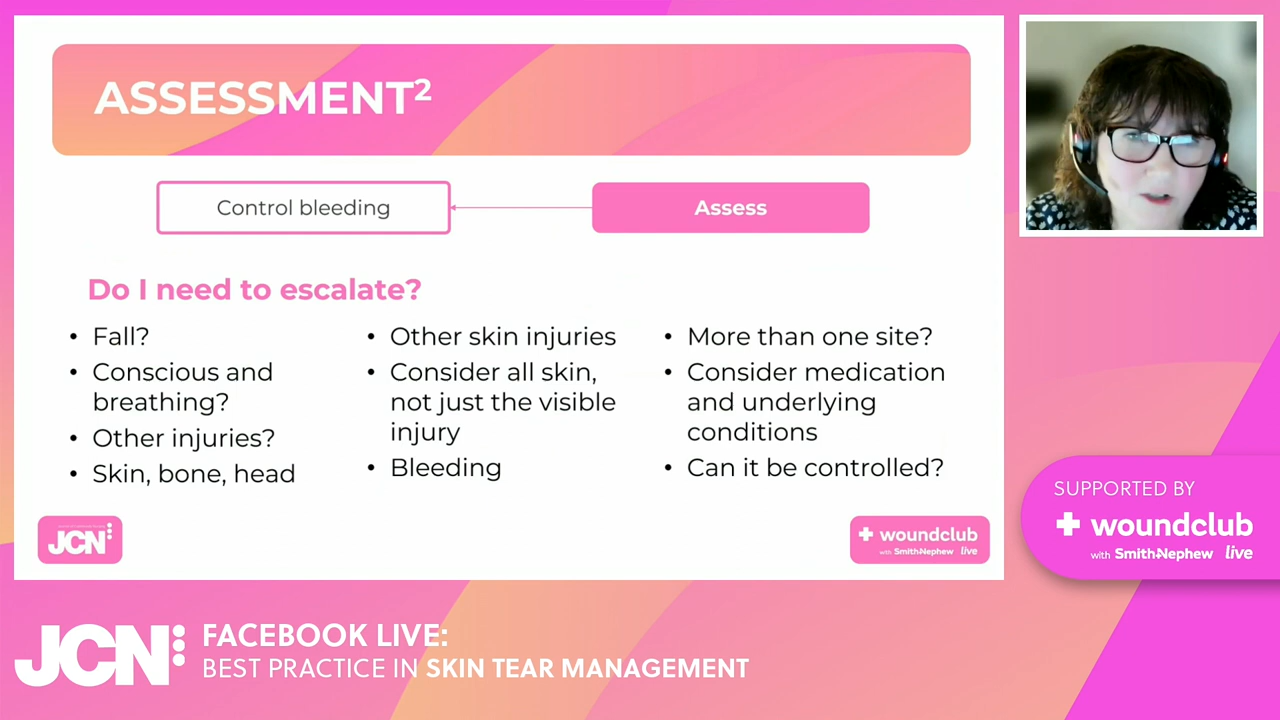 ASSESSMENT²
Control bleeding
Assess
Do I need to escalate?
• Fall?
• Conscious and
breathing?
• Other injuries?
• Skin, bone, head
• Other skin injuries
• Consider all skin,
not just the visible
injury
• Bleeding
• More than one site?
• Consider medication
and underlying
conditions
• Can it be controlled?
JCN
woundclub
with Smith+Nephew live
SUPPORTED BY
woundclub
with Smith+Nephew live
JCN
FACEBOOK LIVE:
BEST PRACTICE IN SKIN TEAR MANAGEMENT